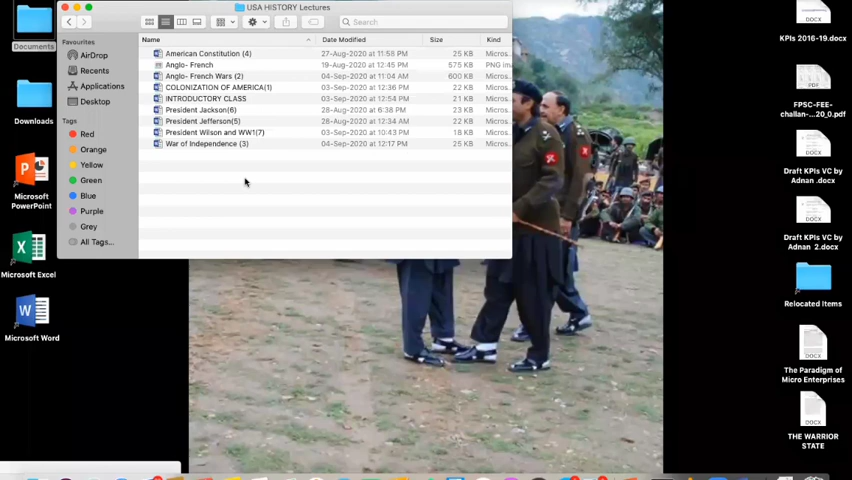 USA HISTORY Lectures
Search
Favourites
AirDrop
Recents
Applications
Desktop
Tags
Red
Orange
Yellow
Green
Blue
Purple
Grey
All Tags...
Name Date Modified Size Kind
American Constitution (4) 27-Aug-2020 at 11:58 PM 25 KB Micros...
Anglo- French 19-Aug-2020 at 12:45 PM 575 KB PNG im
Anglo- French Wars (2) 04-Sep-2020 at 11:04 AM 600 KB Micros...
COLONIZATION OF AMERICA(1) 03-Sep-2020 at 12:36 PM 22 KB Micros...
INTRODUCTORY CLASS 03-Sep-2020 at 12:54 PM 21 KB Micros...
President Jackson(6) 28-Aug-2020 at 6:38 PM 23 KB Micros...
President Jefferson(5) 28-Aug-2020 at 12:34 AM 22 KB Micros...
President Wilson and WW1(7) 03-Sep-2020 at 10:43 PM 18 KB Micros...
War of Independence (3) 04-Sep-2020 at 12:17 PM 25 KB Micros...
Documents
Downloads
Microsoft
PowerPoint
Microsoft Excel
Microsoft Word
DOCX
KPIs 2016-19.docx
PDF
FPSC-FEE-
challan-...20_0.pdf
DOCX
Draft KPIs VC by
Adnan .docx
DOCX
Draft KPIs VC by
Adnan 2.docx
Relocated Items
DOCX
The Paradigm of
Micro Enterprises
DOCX
THE WARRIOR
STATE